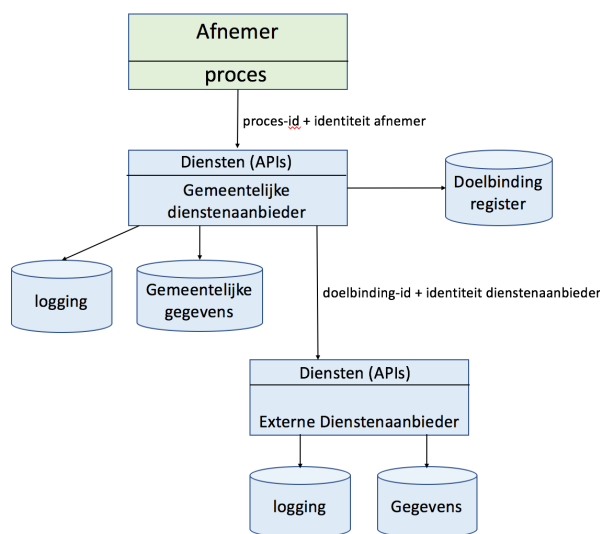 Afnemer
proces
proces-id + identiteit afnemer
Diensten (APIs)
Gemeentelijke
dienstenaanbieder
Doelbinding
register
logging
Gemeentelijke
gegevens
doelbinding-id + identiteit dienstenaanbieder
Diensten (APIs)
Externe Dienstenaanbieder
logging
Gegevens